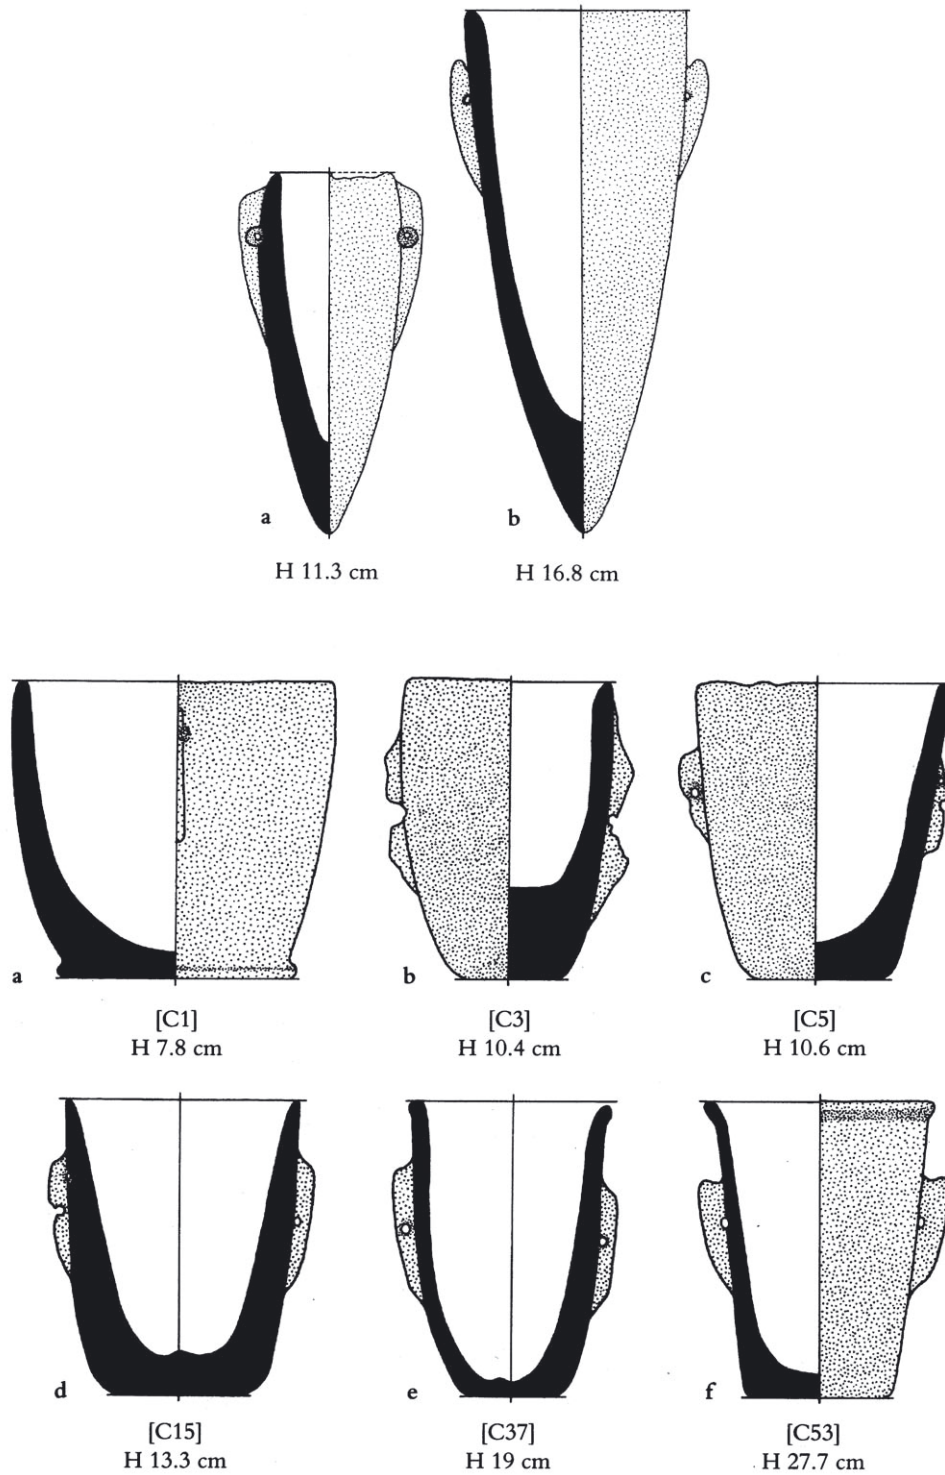 a
b
H 11.3 cm
H 16.8 cm
a
b
c
[C1]
[C3]
[C5]
H 7.8 cm
H 10.4 cm
H 10.6 cm
d
e
f
[C15]
[C37]
[C53]
H 13.3 cm
H 19 cm
H 27.7 cm